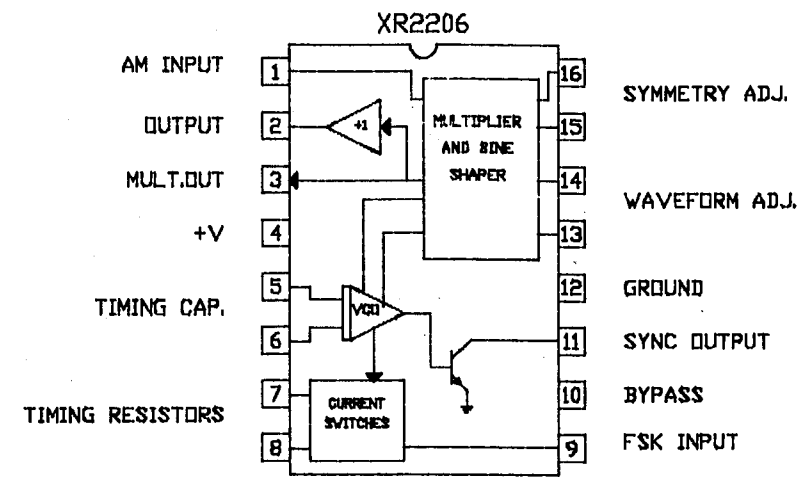 XR2206
AM INPUT
1
16
SYMMETRY ADJ.
OUTPUT
2
+1
MULTIPLIER
AND SINE
SHAPER
15
MULT.OUT
3
14
WAVEFORM ADJ.
+V
4
13
TIMING CAP.
5
VCO
12
GROUND
6
11
SYNC OUTPUT
TIMING RESISTORS
7
CURRENT
SWITCHES
10
BYPASS
8
9
FSK INPUT